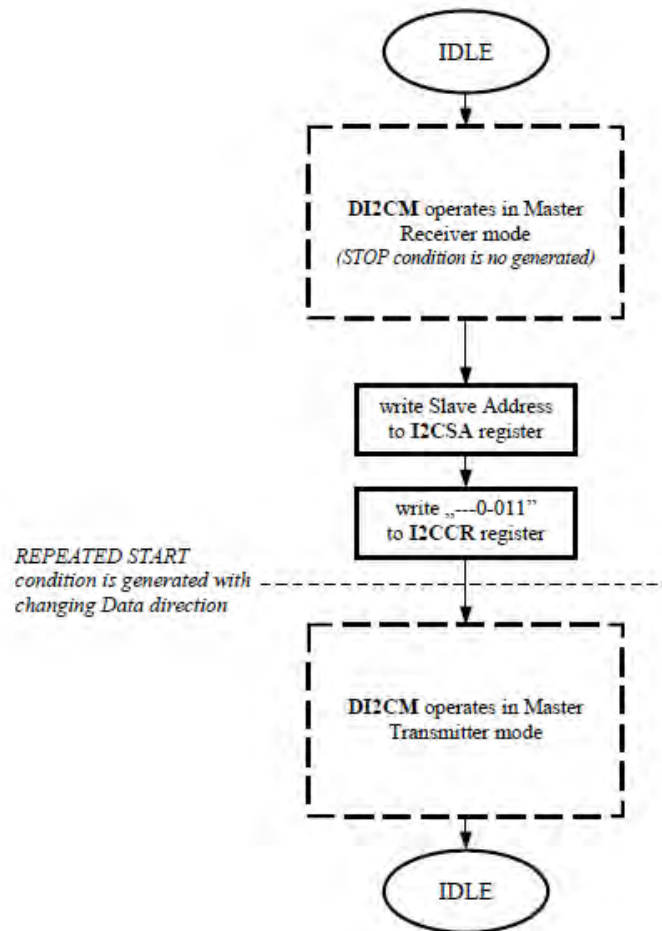 IDLE
DI2CM operates in Master
Receiver mode
(STOP condition is no generated)
write Slave Address
to I2CSA register
write „---0-011”
to I2CCR register
REPEATED START
condition is generated with
changing Data direction
DI2CM operates in Master
Transmitter mode
IDLE